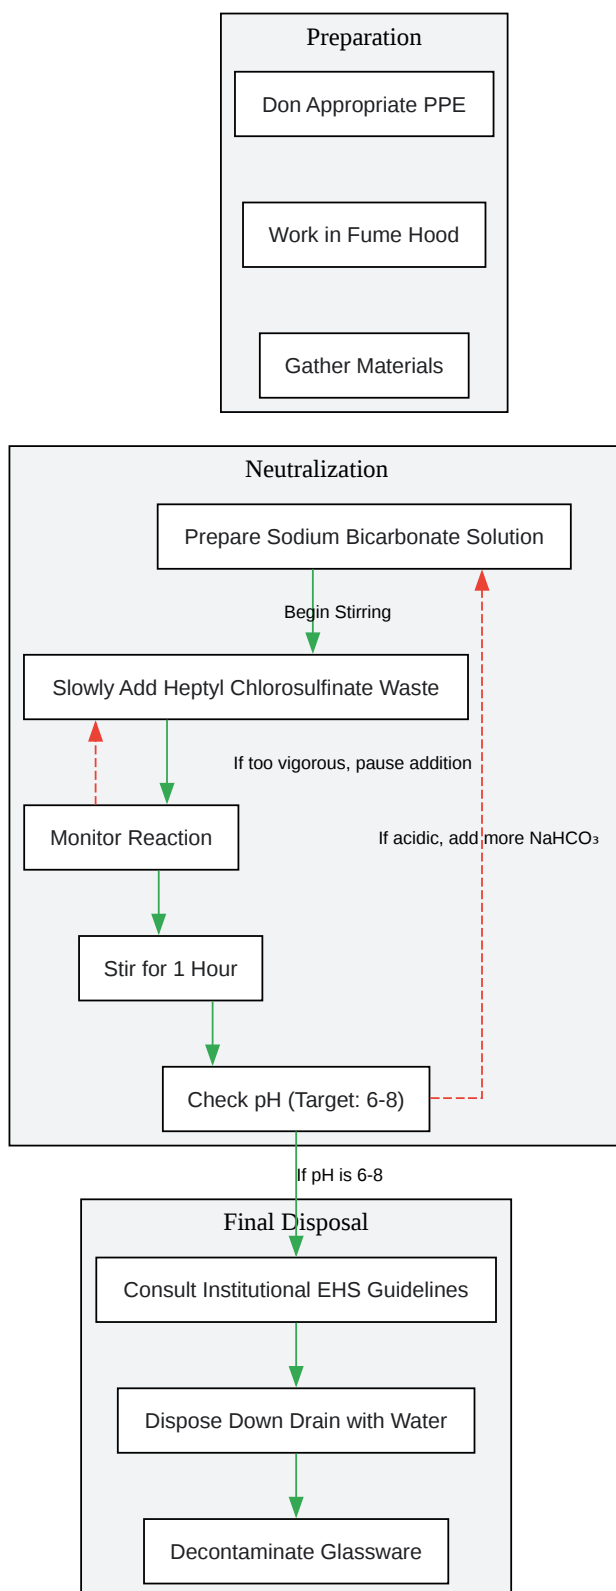 Preparation
Don Appropriate PPE
Work in Fume Hood
Gather Materials
Neutralization
Prepare Sodium Bicarbonate Solution
Begin Stirring
Slowly Add Heptyl Chlorosulfinate Waste
If too vigorous, pause addition
Monitor Reaction
If acidic, add more NaHCO₃
Stir for 1 Hour
Check pH (Target: 6-8)
If pH is 6-8
Final Disposal
Consult Institutional EHS Guidelines
Dispose Down Drain with Water
Decontaminate Glassware